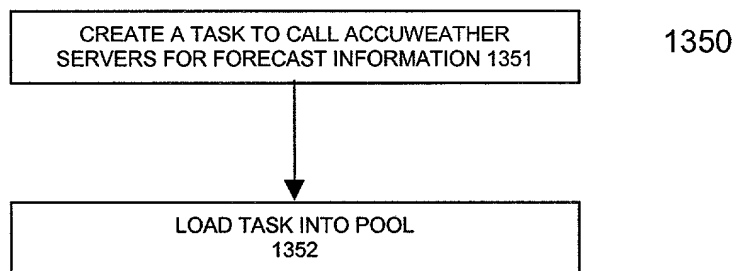 CREATE A TASK TO CALL ACCUWEATHER
SERVERS FOR FORECAST INFORMATION 1351
1350
LOAD TASK INTO POOL
1352